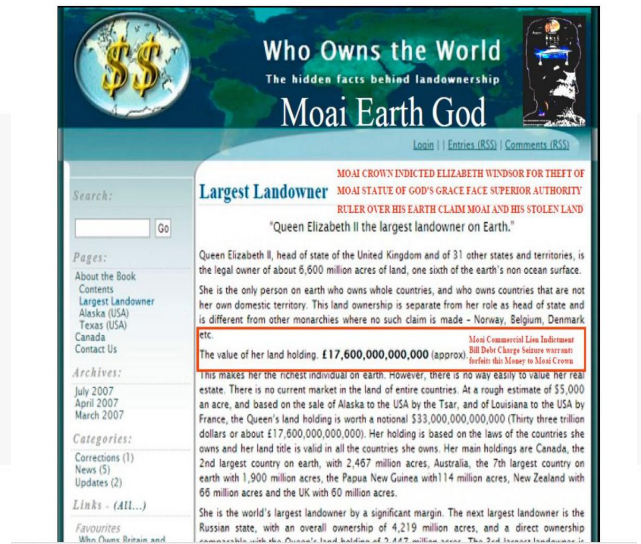 $$
Who Owns the World
The hidden facts behind landownership
Moai Earth God
Login | | Entries (RSS) | Comments (RSS)
Search:
Go
Pages:
About the Book
Contents
Largest Landowner
Alaska (USA)
Texas (USA)
Canada
Contact Us
Archives:
July 2007
April 2007
March 2007
Categories:
Corrections (1)
News (5)
Updates (2)
Links - (All...)
Favourites
Who Owns Britain and
MOAI CROWN INDICTED ELIZABETH WINDSOR FOR THEFT OF
Largest Landowner MOAI STATUE OF GOD'S GRACE FACE SUPERIOR AUTHORITY
RULER OVER HIS EARTH CLAIM MOAI AND HIS STOLEN LAND
"Queen Elizabeth II the largest landowner on Earth."
Queen Elizabeth II, head of state of the United Kingdom and of 31 other states and territories, is
the legal owner of about 6,600 million acres of land, one sixth of the earth's non ocean surface.
She is the only person on earth who owns whole countries, and who owns countries that are not
her own domestic territory. This land ownership is separate from her role as head of state and
is different from other monarchies where no such claim is made – Norway, Belgium, Denmark
etc.
The value of her land holding. £17,600,000,000,000 (approx)
Moai Commercial Lien Indictment
Bill Debt Charge Seizure warrants
forfeits this Money to Moai Crown
This makes her the richest individual on earth. However, there is no way easily to value her real
estate. There is no current market in the land of entire countries. At a rough estimate of $5,000
an acre, and based on the sale of Alaska to the USA by the Tsar, and of Louisiana to the USA by
France, the Queen's land holding is worth a notional $33,000,000,000,000 (Thirty three trillion
dollars or about £17,600,000,000,000). Her holding is based on the laws of the countries she
owns and her land title is valid in all the countries she owns. Her main holdings are Canada, the
2nd largest country on earth, with 2,467 million acres, Australia, the 7th largest country on
earth with 1,900 million acres, the Papua New Guinea with114 million acres, New Zealand with
66 million acres and the UK with 60 million acres.
She is the world's largest landowner by a significant margin. The next largest landowner is the
Russian state, with an overall ownership of 4,219 million acres, and a direct ownership
comparable with the Queen's land holding of 2,447 million acres. The 3rd largest landowner is